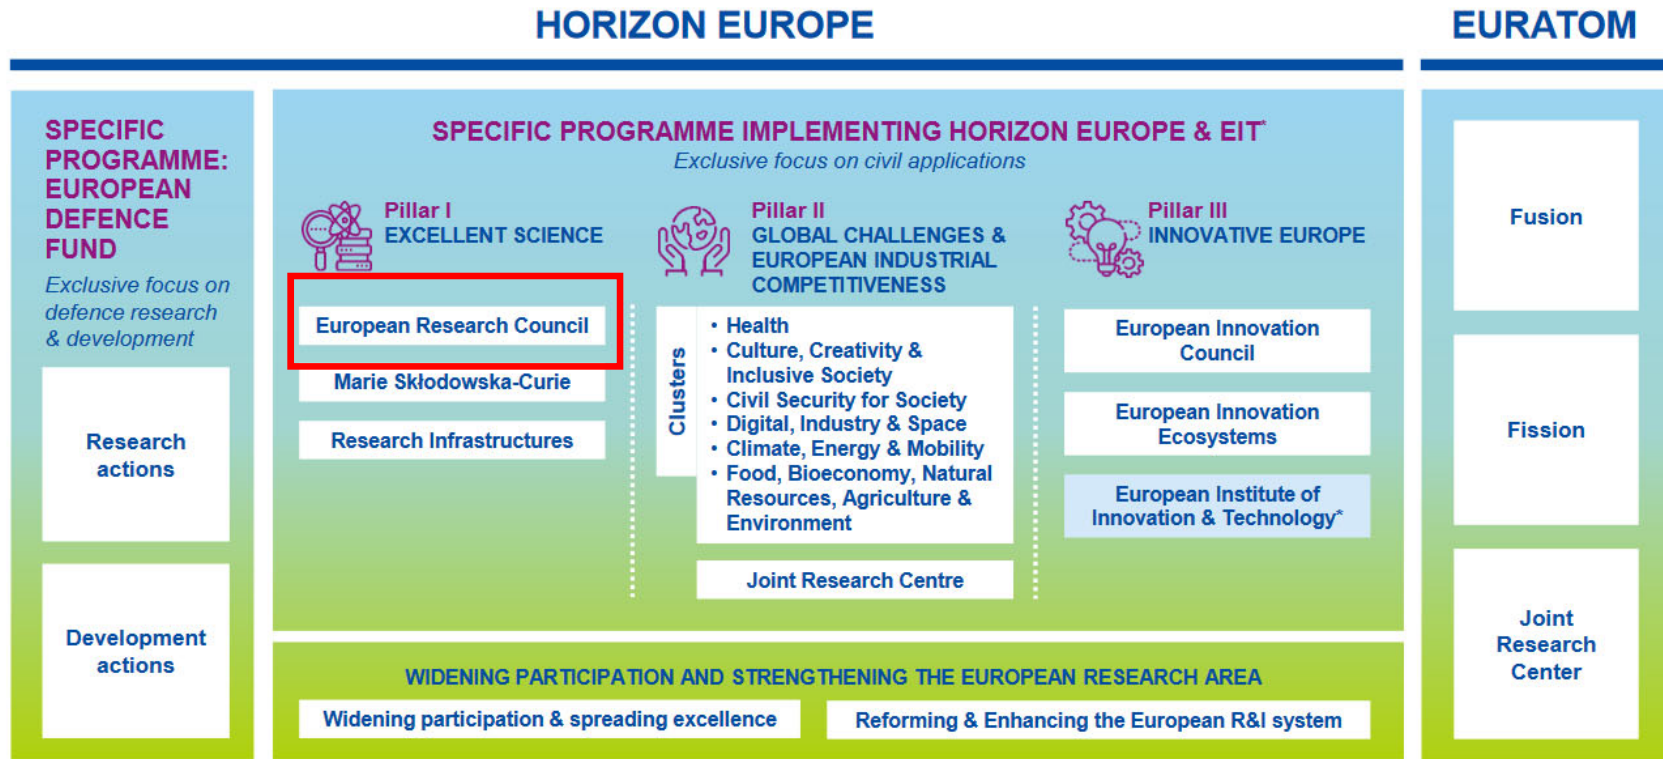 HORIZON EUROPE
EURATOM
SPECIFIC
PROGRAMME:
EUROPEAN
DEFENCE
FUND
Exclusive focus on
defence research
& development
Research
actions
Development
actions
SPECIFIC PROGRAMME IMPLEMENTING HORIZON EUROPE & EIT*
Exclusive focus on civil applications
Pillar I
EXCELLENT SCIENCE
European Research Council
Marie Skłodowska-Curie
Research Infrastructures
Pillar II
GLOBAL CHALLENGES &
EUROPEAN INDUSTRIAL
COMPETITIVENESS
Clusters
• Health
• Culture, Creativity &
Inclusive Society
• Civil Security for Society
• Digital, Industry & Space
• Climate, Energy & Mobility
• Food, Bioeconomy, Natural
Resources, Agriculture &
Environment
Joint Research Centre
Pillar III
INNOVATIVE EUROPE
European Innovation
Council
European Innovation
Ecosystems
European Institute of
Innovation & Technology*
WIDENING PARTICIPATION AND STRENGTHENING THE EUROPEAN RESEARCH AREA
Widening participation & spreading excellence
Reforming & Enhancing the European R&I system
Fusion
Fission
Joint
Research
Center